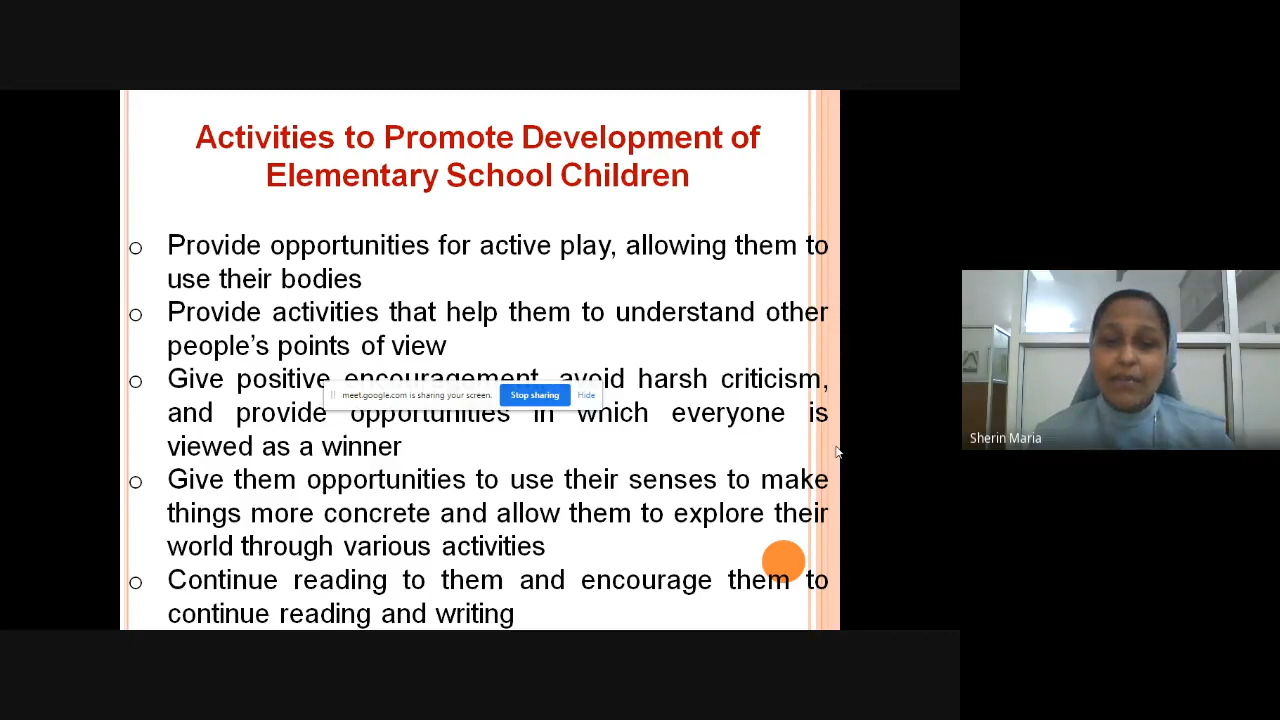 Activities to Promote Development of
Elementary School Children
o Provide opportunities for active play, allowing them to
use their bodies
o Provide activities that help them to understand other
people's points of view
o Give positive encouragement, avoid harsh criticism,
meet.google.com is sharing your screen. Stop sharing Hide
and provide opportunities in which everyone is
viewed as a winner
o Give them opportunities to use their senses to make
things more concrete and allow them to explore their
world through various activities
o Continue reading to them and encourage them to
continue reading and writing
Sherin Maria